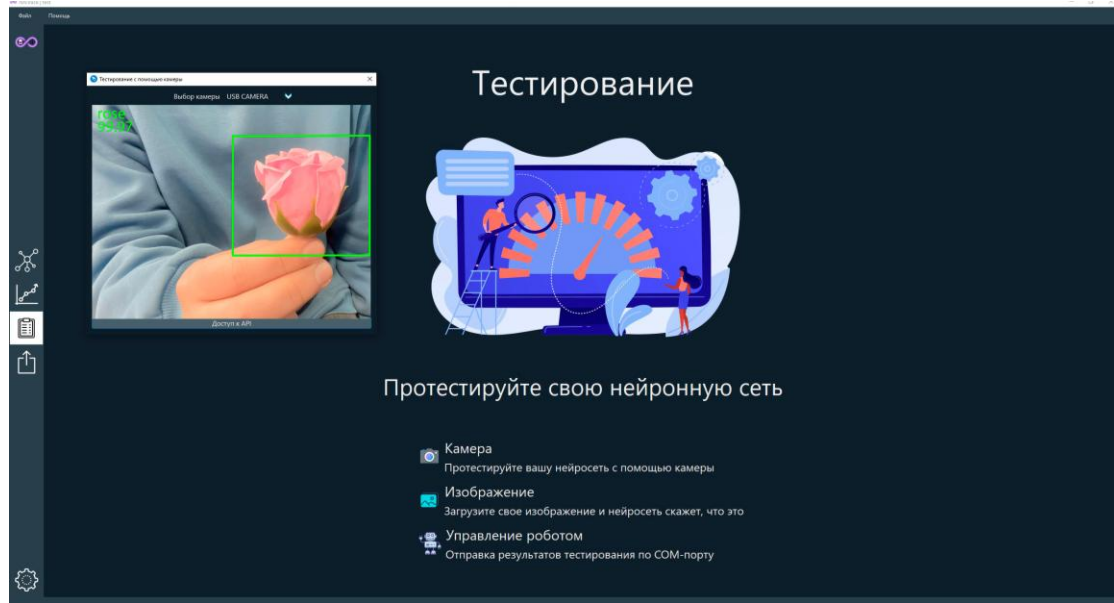 Файл Помощь
Тестирование с помощью камеры
Выбор камеры USB CAMERA
rose
99.97
Доступ к API
Тестирование
Протестируйте свою нейронную сеть
Камера
Протестируйте вашу нейросеть с помощью камеры
Изображение
Загрузите свое изображение и нейросеть скажет, что это
Управление роботом
Отправка результатов тестирования по COM-порту